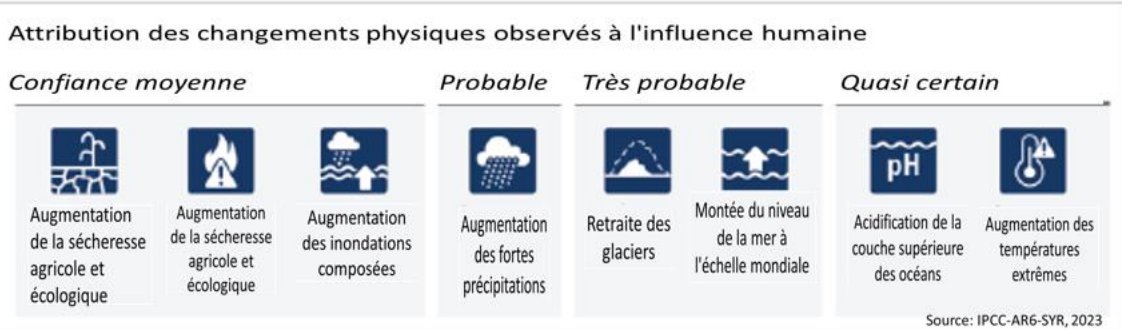 Attribution des changements physiques observés à l'influence humaine
Confiance moyenne
Probable
Très probable
Quasi certain
pH
Augmentation
de la sécheresse
agricole et
écologique
Augmentation
de la sécheresse
agricole et
écologique
Augmentation
des inondations
composées
Augmentation
des fortes
précipitations
Retraite des
glaciers
Montée du niveau
de la mer à
l'échelle mondiale
Acidification de la
couche supérieure
des océans
Augmentation des
températures
extrêmes
Source: IPCC-AR6-SYR, 2023